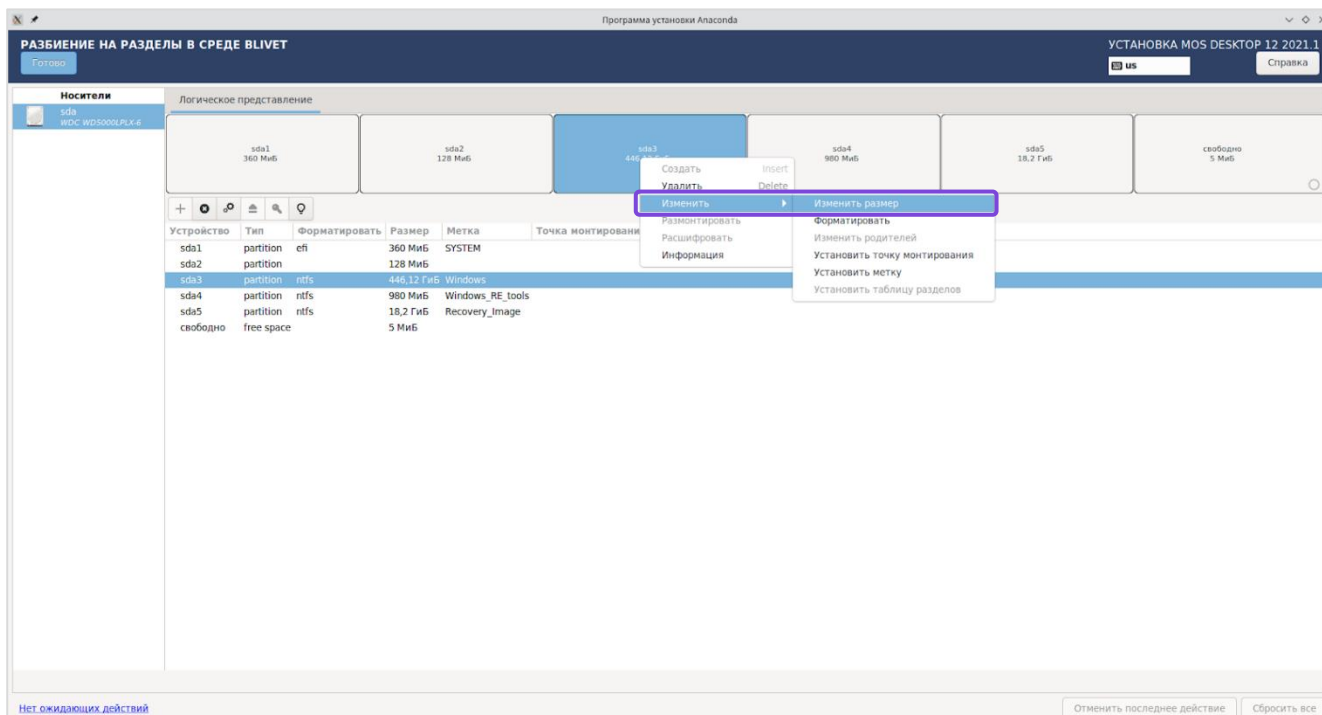 Программа установки Anaconda
РАЗБИЕНИЕ НА РАЗДЕЛЫ В СРЕДЕ BLIVET
УСТАНОВКА MOS DESKTOP 12 2021.1
Готово
us
Справка
Носители
sda
WDC WD5000LPLX-6
Логическое представление
sda1
360 МиБ
sda2
128 МиБ
sda3
sda4
980 МиБ
sda5
18,2 ГиБ
свободно
5 МиБ
Создать Insert
Удалить Delete
Изменить
Размонтировать
Расшифровать
Информация
Изменить размер
Форматировать
Изменить родителей
Установить точку монтирования
Установить метку
Установить таблицу разделов
Устройство Тип Форматировать Размер Метка Точка монтировани
sda1 partition efi 360 МиБ SYSTEM
sda2 partition 128 МиБ
sda3 partition ntfs 446,12 ГиБ Windows
sda4 partition ntfs 980 МиБ Windows_RE_tools
sda5 partition ntfs 18,2 ГиБ Recovery_Image
свободно free space 5 МиБ
Нет ожидающих действий
Отменить последнее действие
Сбросить все